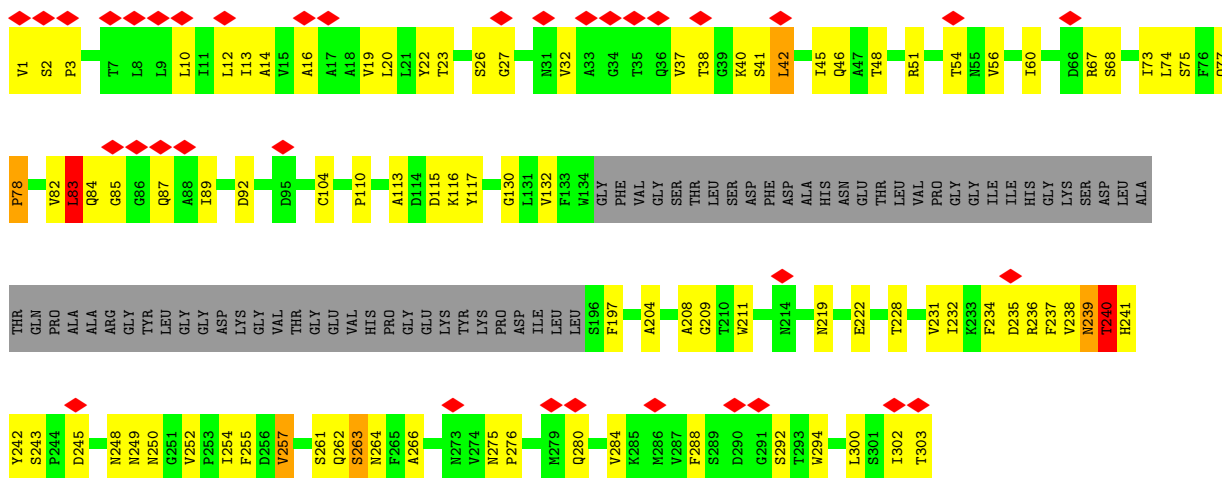 V1 S2 P3 T7 L8 L9 L10 I11 L12 I13 A14 V15 A16 A17 A18 V19 L20 L21 Y22 T23 S26 G27 N31 V32 A33 G34 T35 Q36 V37 T38 G39 K40 S41 L42 I45 Q46 A47 T48 R51 T54 N55 V56 I60 D66 R67 S68 I73 L74 S75 F76
P78 V82 L83 Q84 G85 G86 Q87 A88 I89 D92 D95 C104 P110 A113 D114 D115 K116 Y117 G130 L131 V132 F133 W134 GLY PHE VAL GLY SER THR LEU SER ASP PHE ASP ALA HIS ASN GLU THR LEU VAL PRO GLY GLY ILE ILE HIS GLY LYS SER ASP LEU ALA
THR GLN PRO ALA ALA ARG GLY TYR LEU GLY GLY ASP LYS GLY VAL THR GLY GLU VAL HIS PRO GLY GLU LYS TYR LYS PRO ASP ILE LEU LEU S196 F197 A204 A208 G209 T210 W211 N214 N219 E222 T228 V231 I232 K233 F234 D235 R236 F237 V238 N239 T240 H241
Y242 S243 P244 D245 N248 N249 N250 G251 V252 P253 I254 F255 D256 V257 S261 Q262 S263 N264 F265 A266 N273 V274 N275 P276 M279 Q280 V284 K285 M286 V287 F288 S289 D290 G291 S292 T293 W294 L300 S301 I302 T303